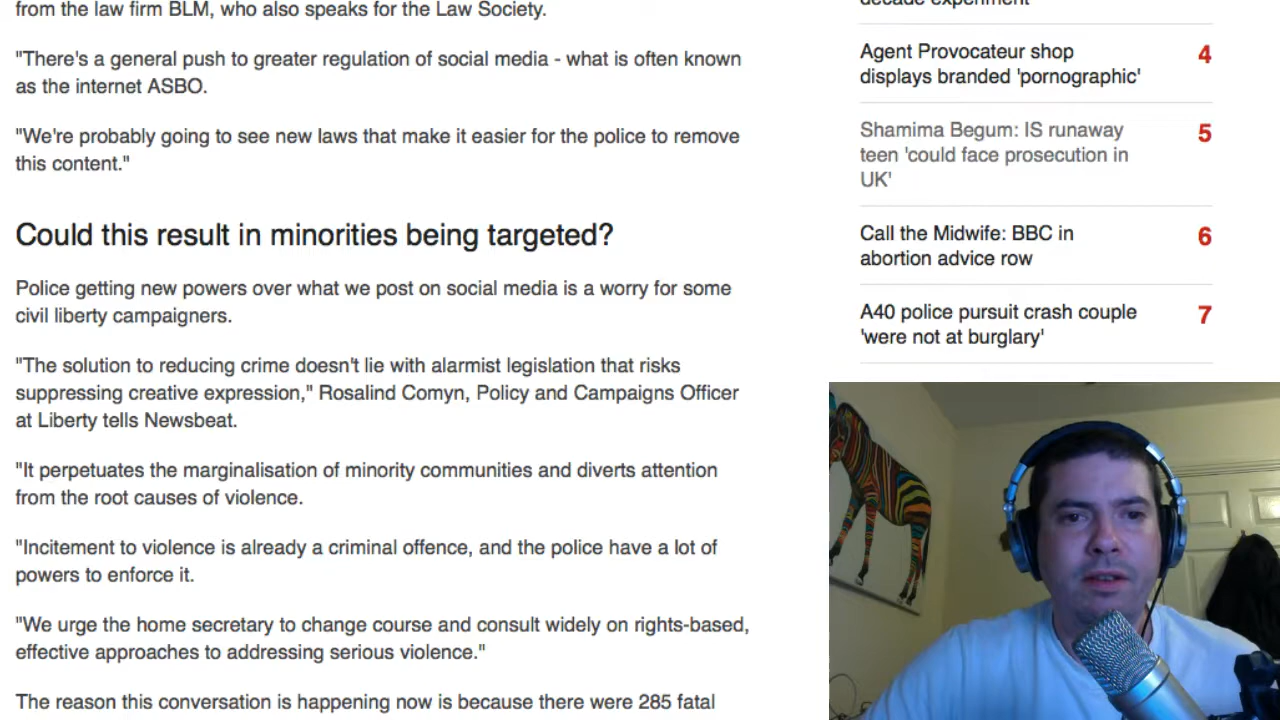 from the law firm BLM, who also speaks for the Law Society.
"There's a general push to greater regulation of social media - what is often known
as the internet ASBO.
"We're probably going to see new laws that make it easier for the police to remove
this content."
Could this result in minorities being targeted?
Police getting new powers over what we post on social media is a worry for some
civil liberty campaigners.
"The solution to reducing crime doesn't lie with alarmist legislation that risks
suppressing creative expression," Rosalind Comyn, Policy and Campaigns Officer
at Liberty tells Newsbeat.
"It perpetuates the marginalisation of minority communities and diverts attention
from the root causes of violence.
"Incitement to violence is already a criminal offence, and the police have a lot of
powers to enforce it.
"We urge the home secretary to change course and consult widely on rights-based,
effective approaches to addressing serious violence."
The reason this conversation is happening now is because there were 285 fatal
decade experiment
Agent Provocateur shop 4
displays branded 'pornographic'
Shamima Begum: IS runaway 5
teen 'could face prosecution in
UK'
Call the Midwife: BBC in 6
abortion advice row
A40 police pursuit crash couple 7
'were not at burglary'